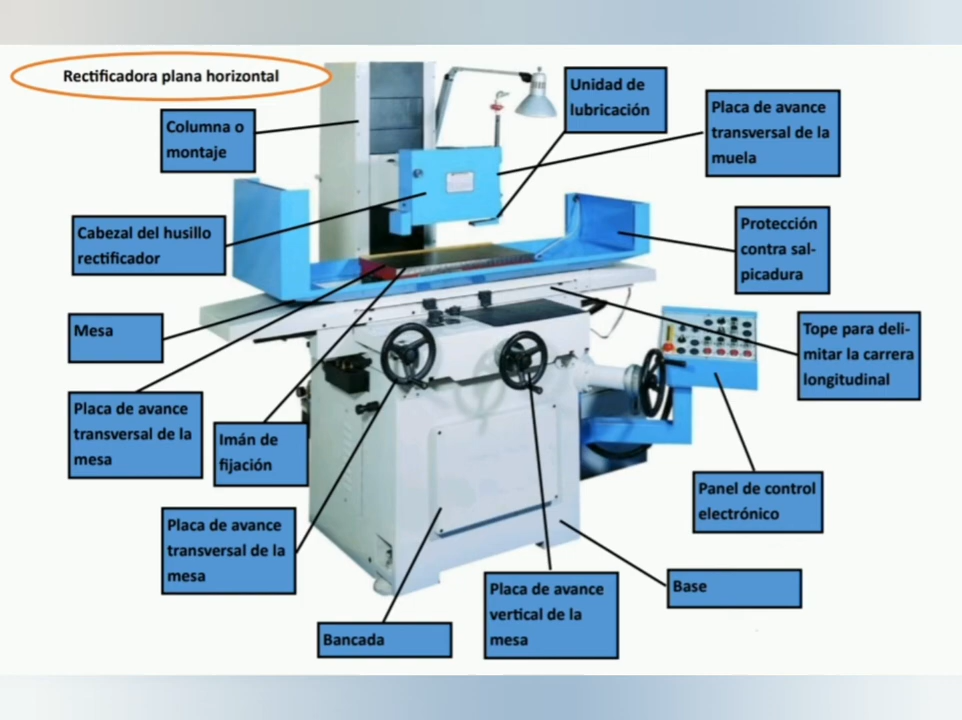 Rectificadora plana horizontal
Unidad de
lubricación
Placa de avance
transversal de la
muela
Columna o
montaje
Cabezal del husillo
rectificador
Protección
contra sal-
picadura
Mesa
Tope para deli-
mitar la carrera
longitudinal
Placa de avance
transversal de la
mesa
Imán de
fijación
Panel de control
electrónico
Placa de avance
transversal de la
mesa
Placa de avance
vertical de la
mesa
Base
Bancada